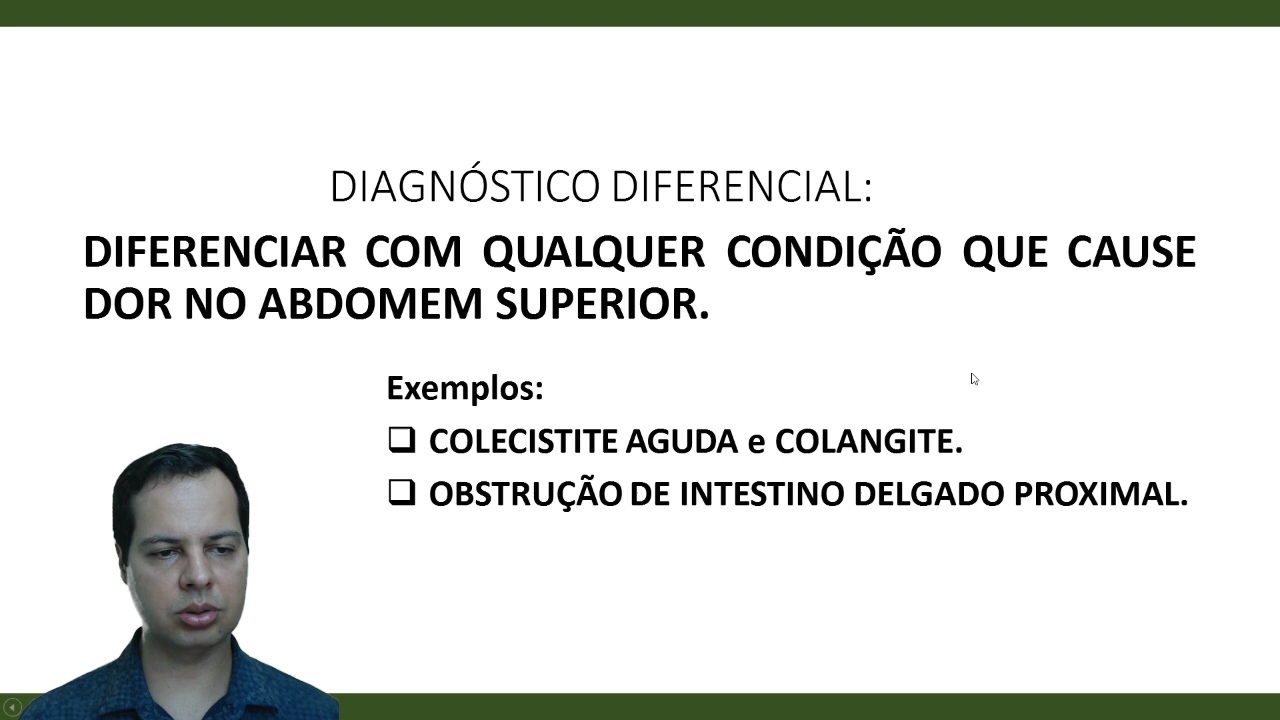 DIAGNÓSTICO DIFERENCIAL:
DIFERENCIAR COM QUALQUER CONDIÇÃO QUE CAUSE
DOR NO ABDOMEM SUPERIOR.
Exemplos:
COLECISTITE AGUDA e COLANGITE.
OBSTRUÇÃO DE INTESTINO DELGADO PROXIMAL.